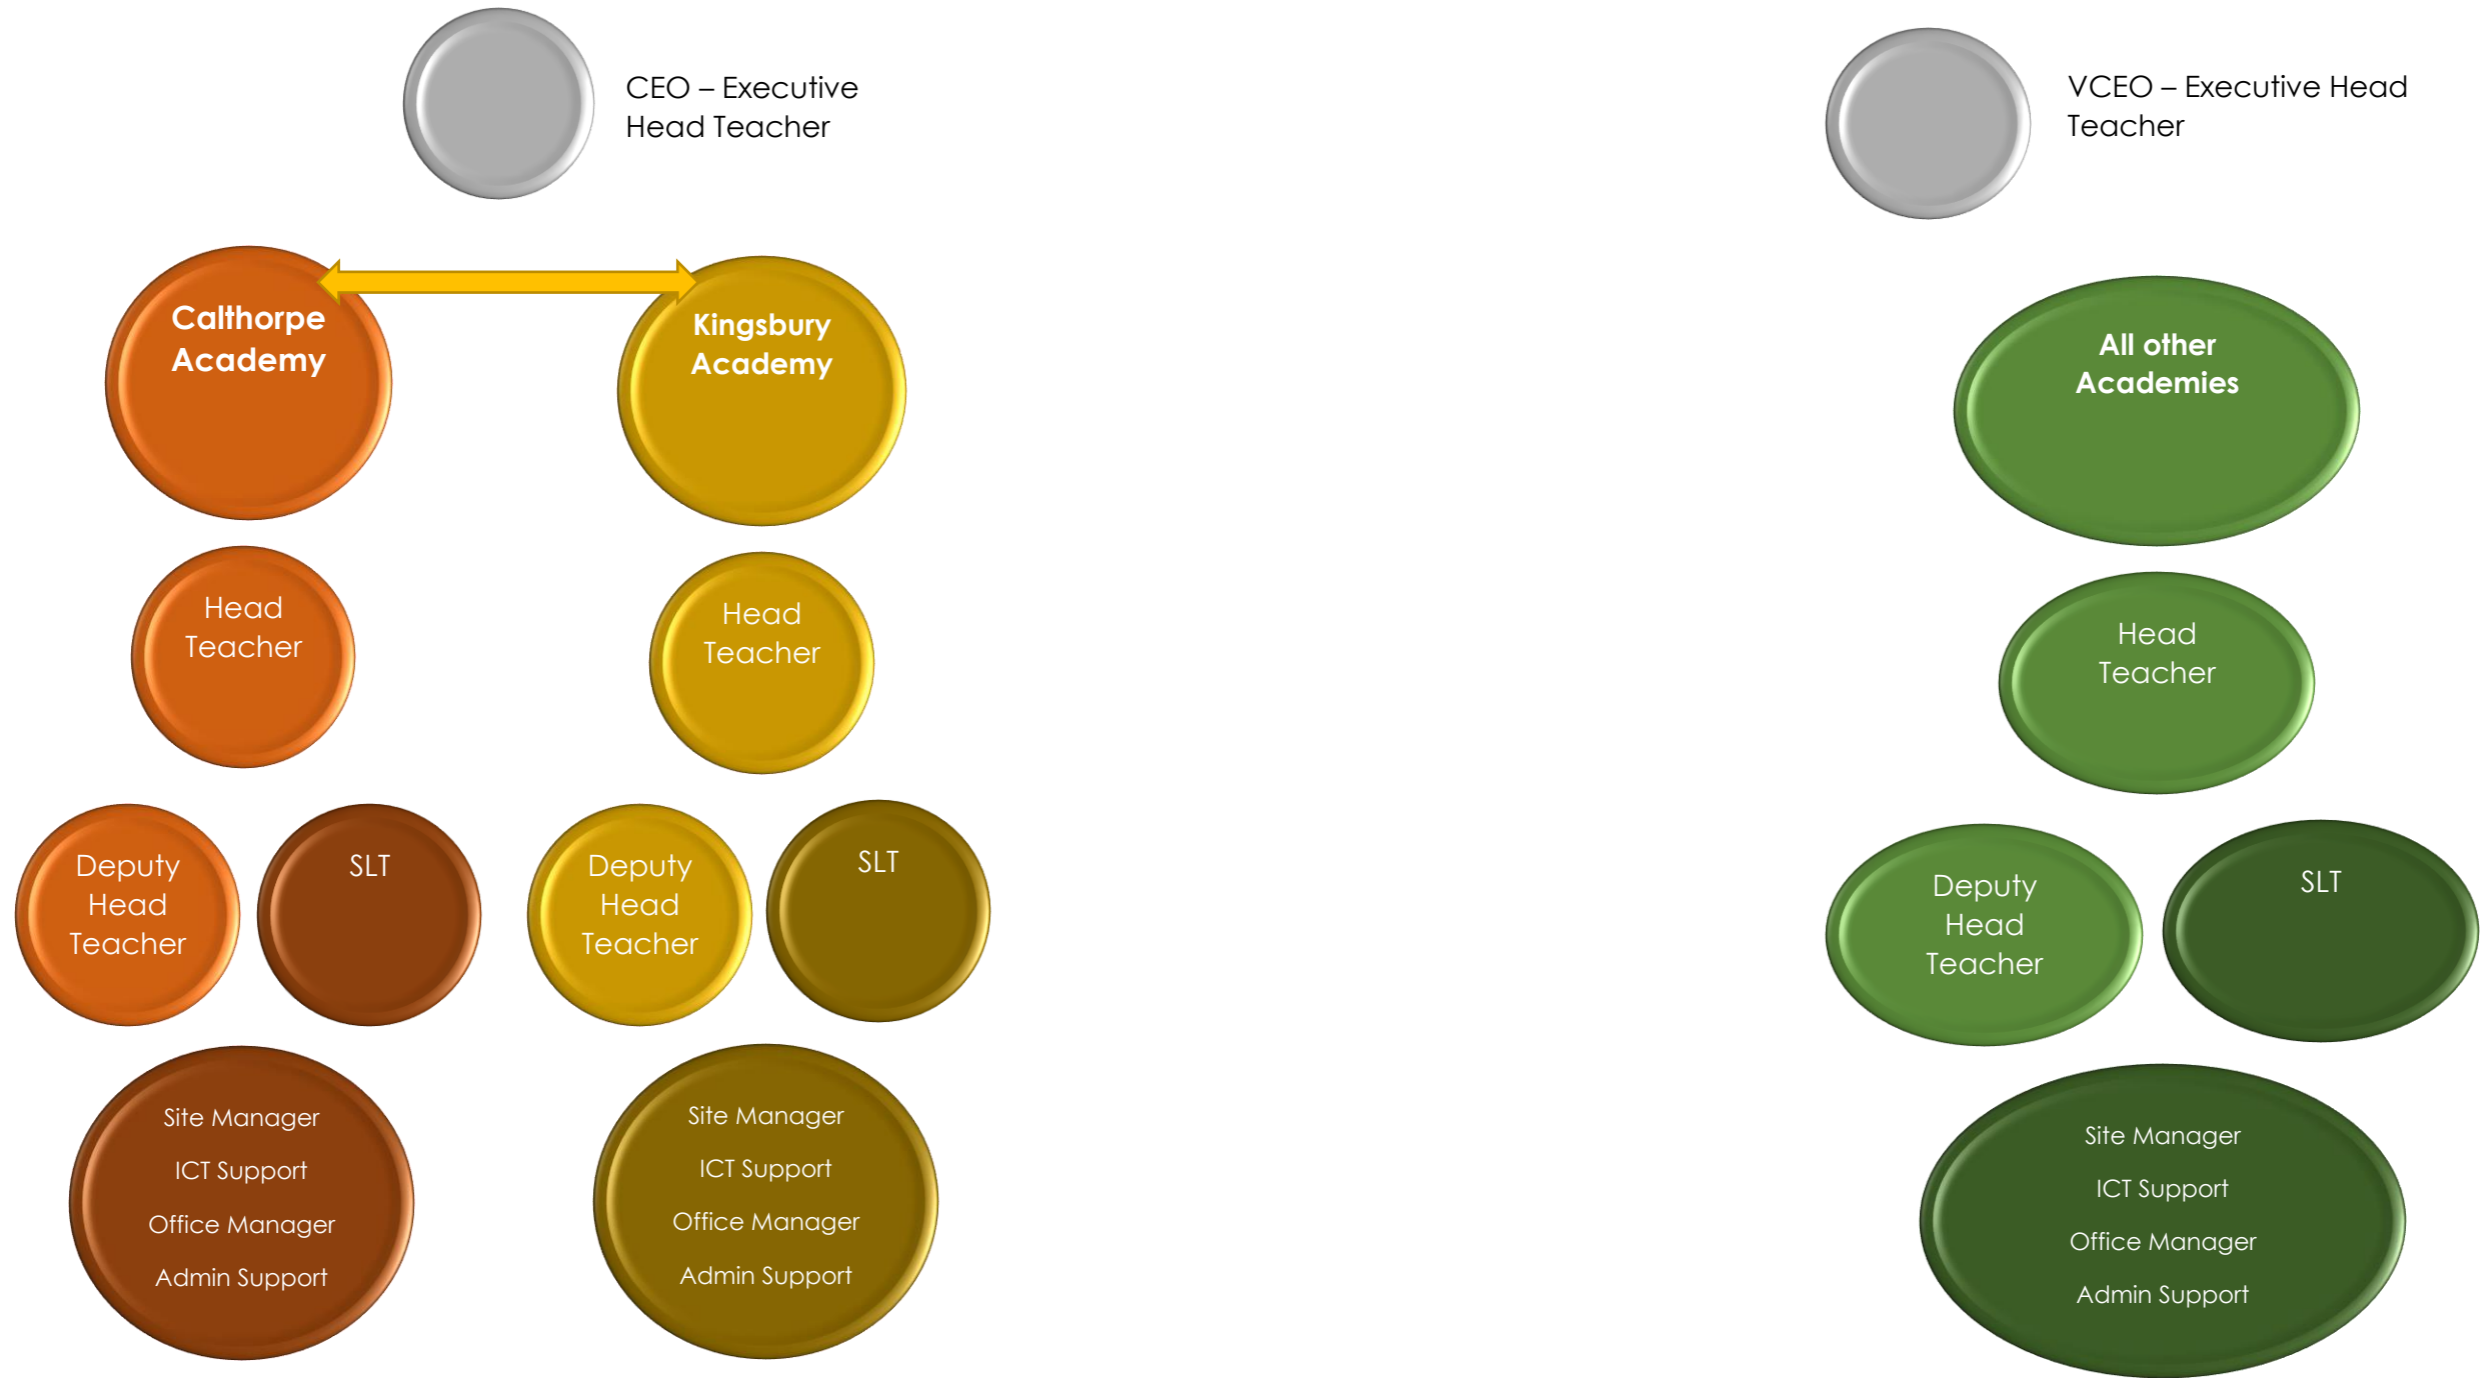 CEO – Executive
Head Teacher
VCEO – Executive Head
Teacher
Calthorpe
Academy
Kingsbury
Academy
All other
Academies
Head
Teacher
Head
Teacher
Head
Teacher
Deputy
Head
Teacher
SLT
Deputy
Head
Teacher
SLT
Deputy
Head
Teacher
SLT
Site Manager
ICT Support
Office Manager
Admin Support
Site Manager
ICT Support
Office Manager
Admin Support
Site Manager
ICT Support
Office Manager
Admin Support